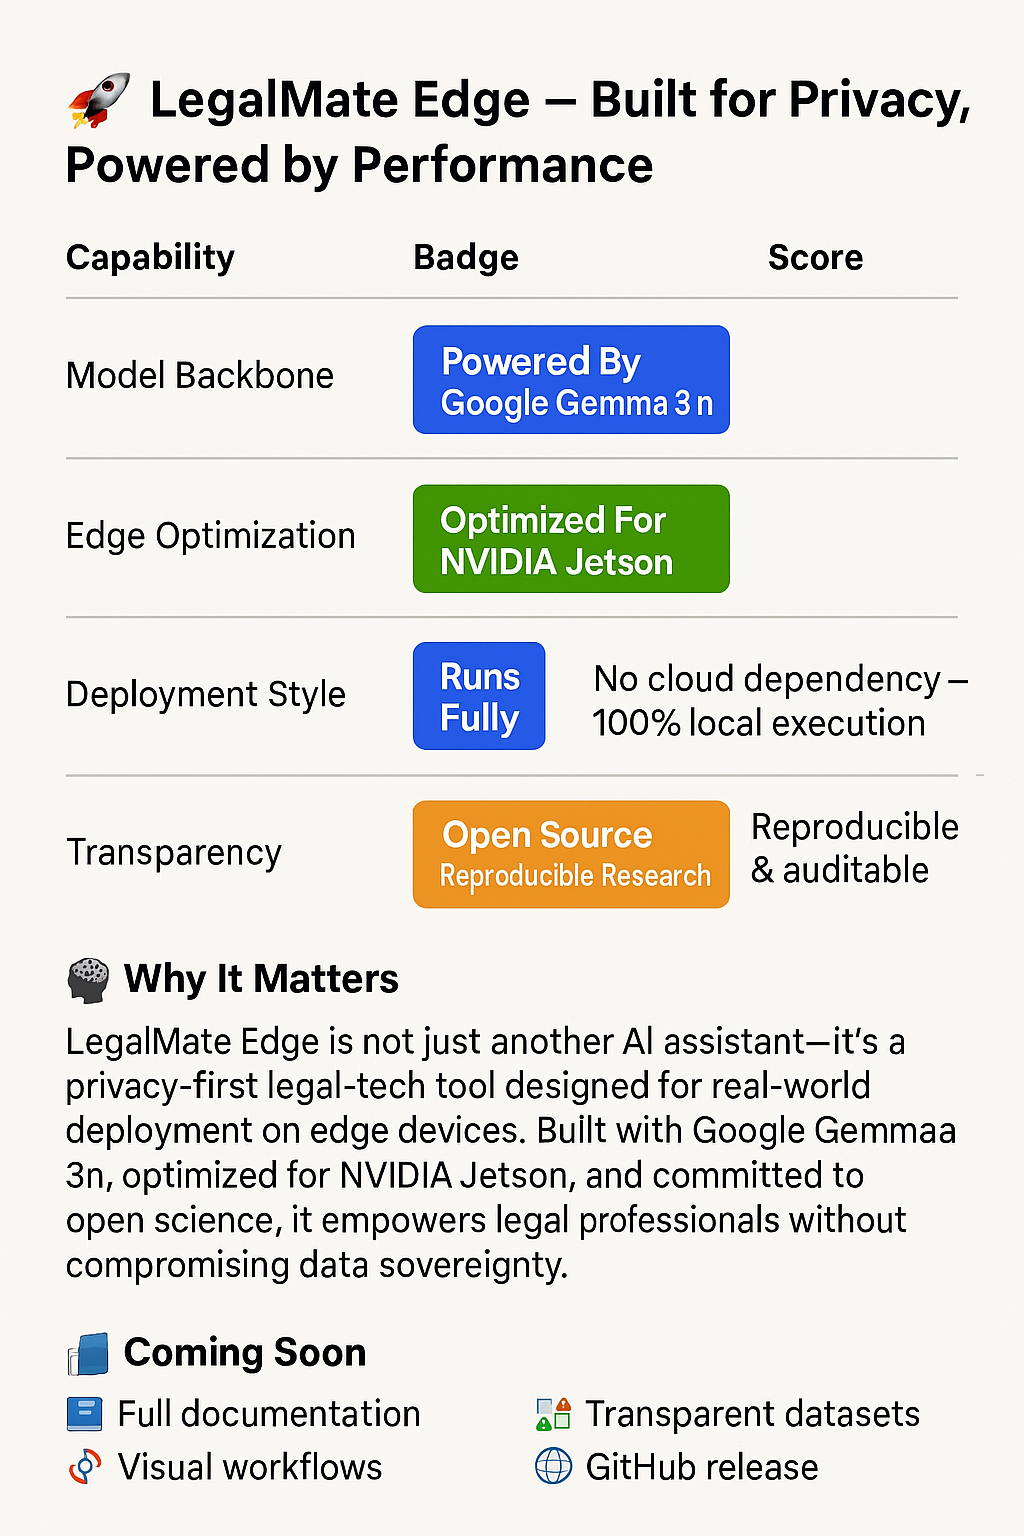 LegalMate Edge – Built for Privacy,
Powered by Performance
Capability Badge Score
Model Backbone
Powered By
Google Gemma 3 n
Edge Optimization
Optimized For
NVIDIA Jetson
Deployment Style
Runs
Fully
No cloud dependency –
100% local execution
Transparency
Open Source
Reproducible Research
Reproducible
& auditable
Why It Matters
LegalMate Edge is not just another AI assistant—it's a
privacy-first legal-tech tool designed for real-world
deployment on edge devices. Built with Google Gemmaa
3n, optimized for NVIDIA Jetson, and committed to
open science, it empowers legal professionals without
compromising data sovereignty.
Coming Soon
Full documentation
Transparent datasets
Visual workflows
GitHub release